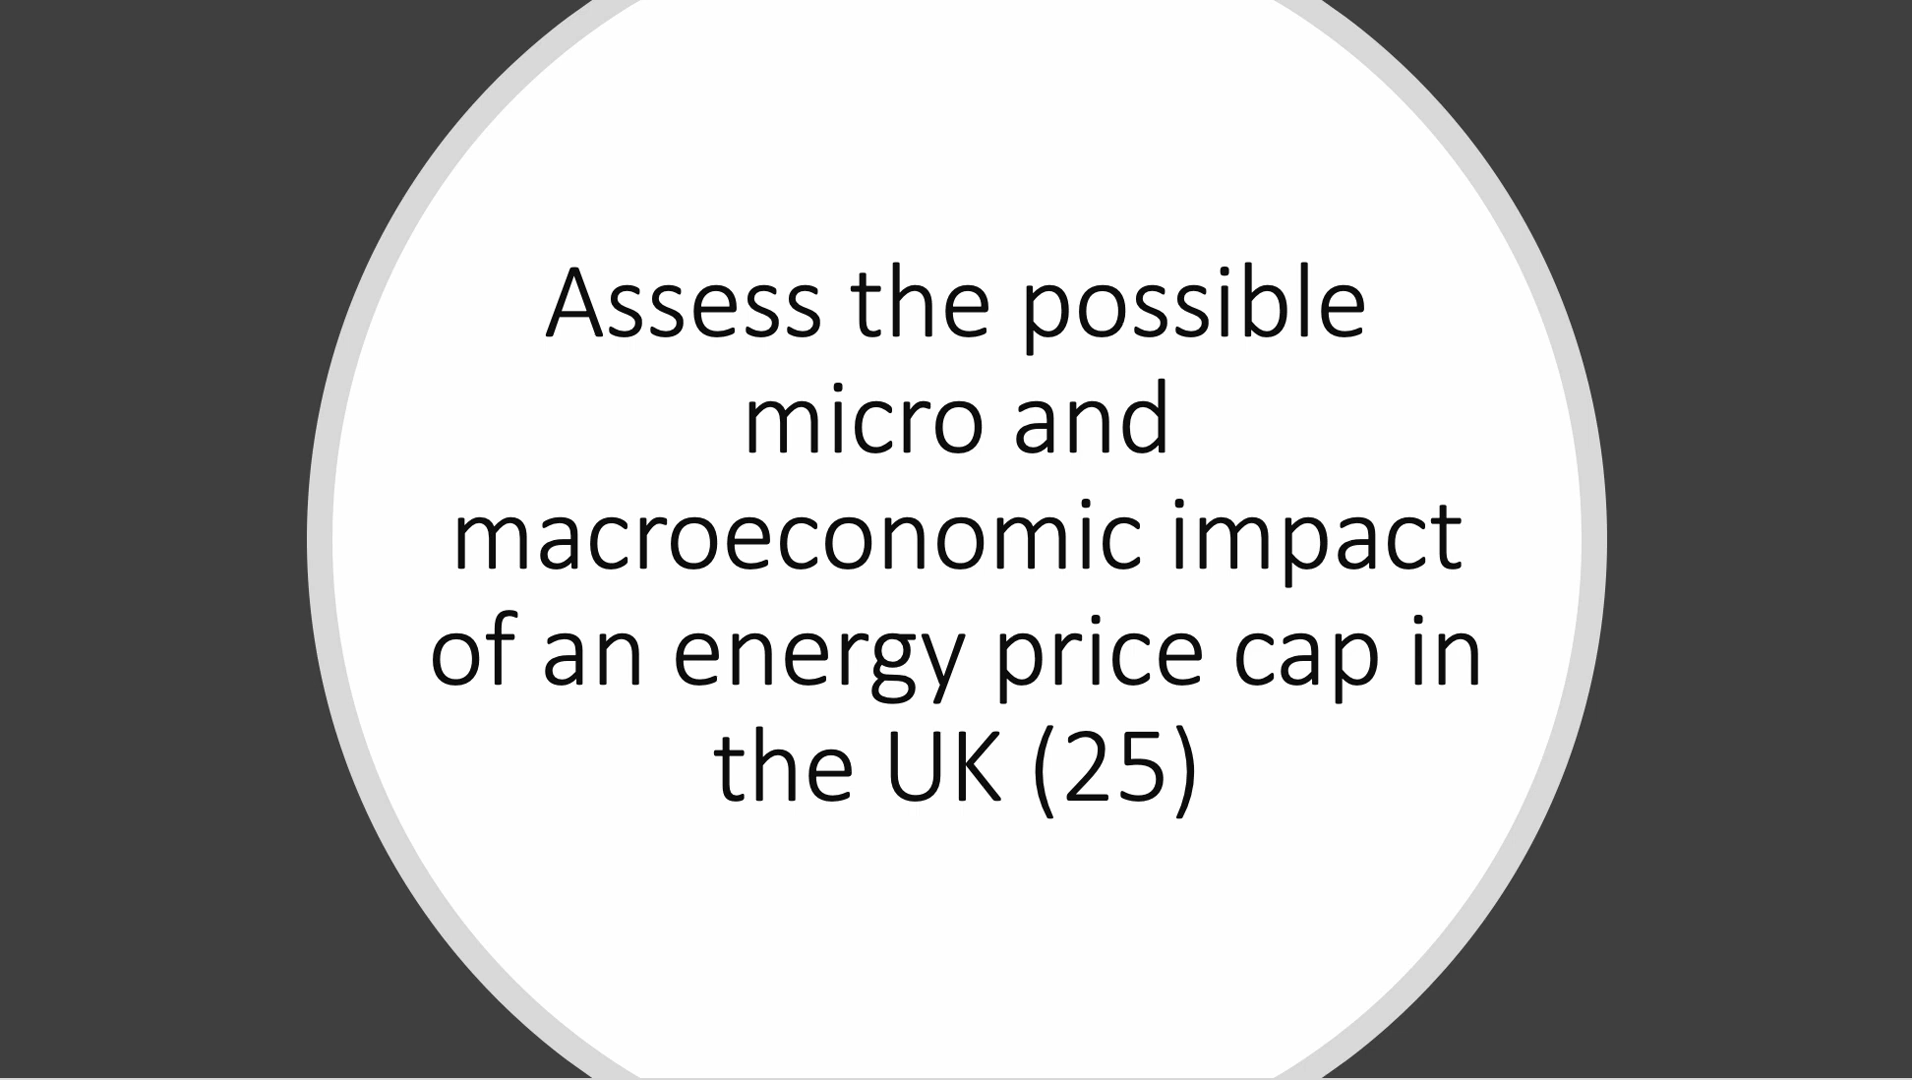 Assess the possible
micro and
macroeconomic impact
of an energy price cap in
the UK (25)